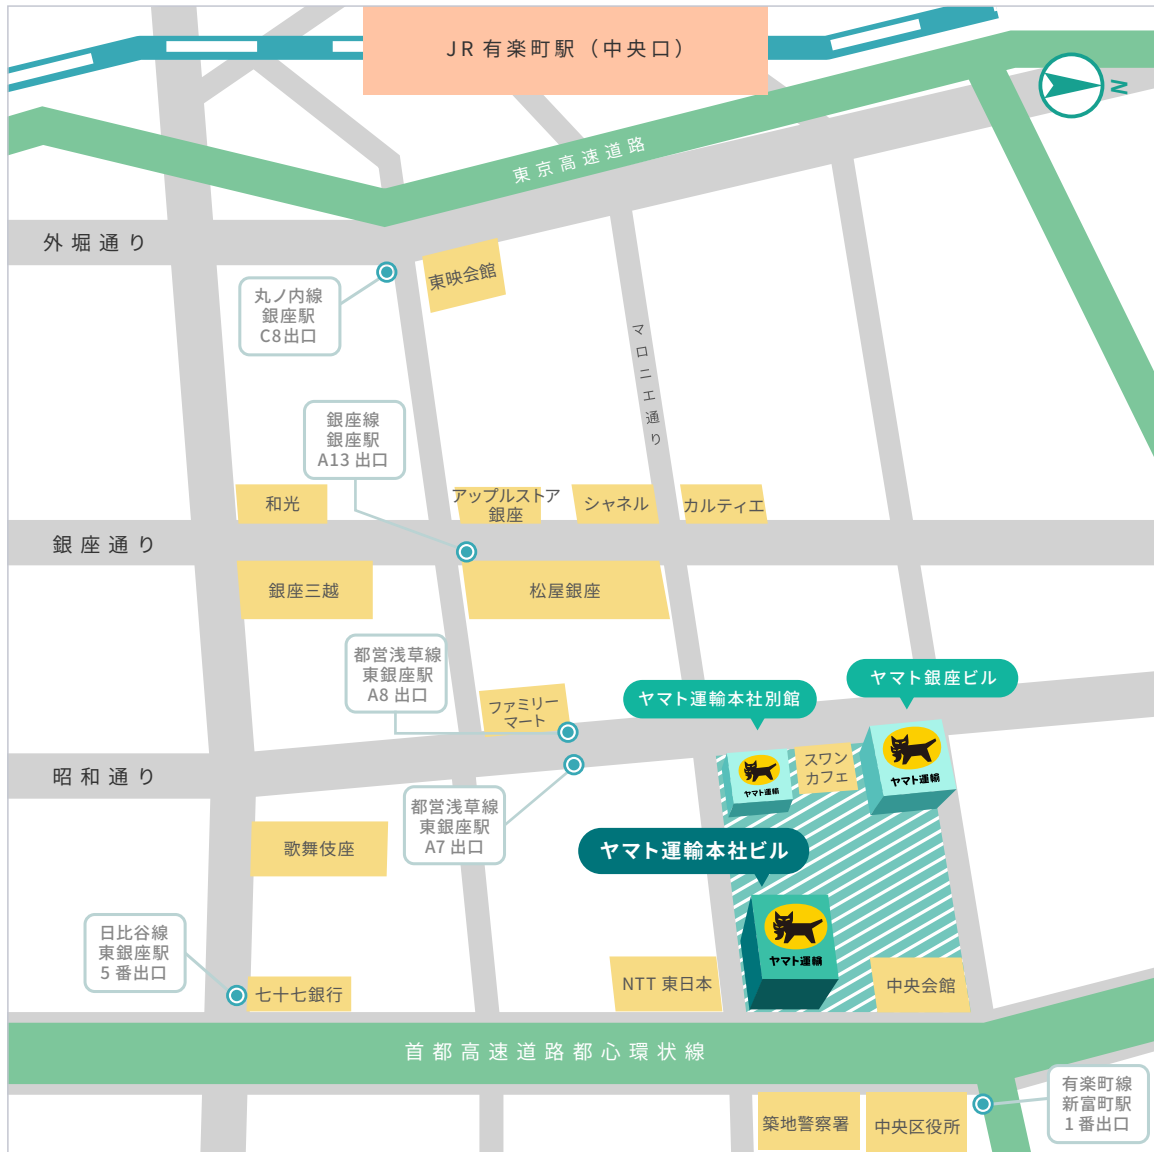 JR 有楽町駅（中央口）
N
東京高速道路
外堀通り
東映会館
丸ノ内線
銀座駅
C8出口
マロニエ通り
銀座線
銀座駅
A13 出口
和光
アップルストア
銀座
シャネル
カルティエ
銀座通り
銀座三越
松屋銀座
都営浅草線
東銀座駅
A8 出口
ファミリー
マート
ヤマト運輸本社別館
ヤマト銀座ビル
昭和通り
ヤマト運輸
スワン
カフェ
ヤマト運輸
都営浅草線
東銀座駅
A7 出口
歌舞伎座
ヤマト運輸本社ビル
ヤマト運輸
日比谷線
東銀座駅
5 番出口
七十七銀行
NTT 東日本
中央会館
首都高速道路都心環状線
築地警察署
中央区役所
有楽町線
新富町駅
1 番出口